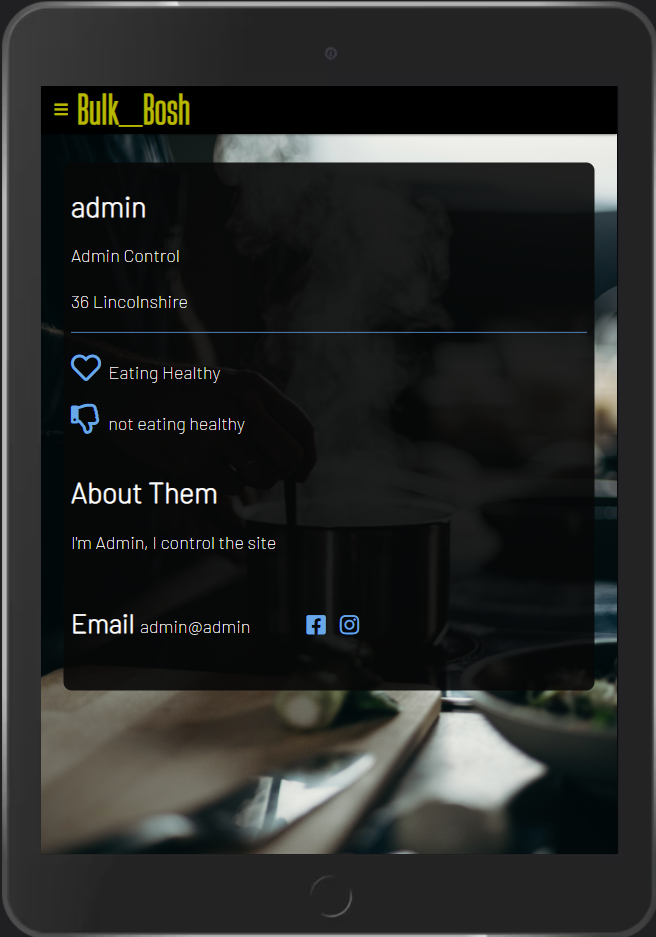 Bulk__Bosh
admin
Admin Control
36 Lincolnshire
Eating Healthy
not eating healthy
About Them
I'm Admin, I control the site
Email admin@admin